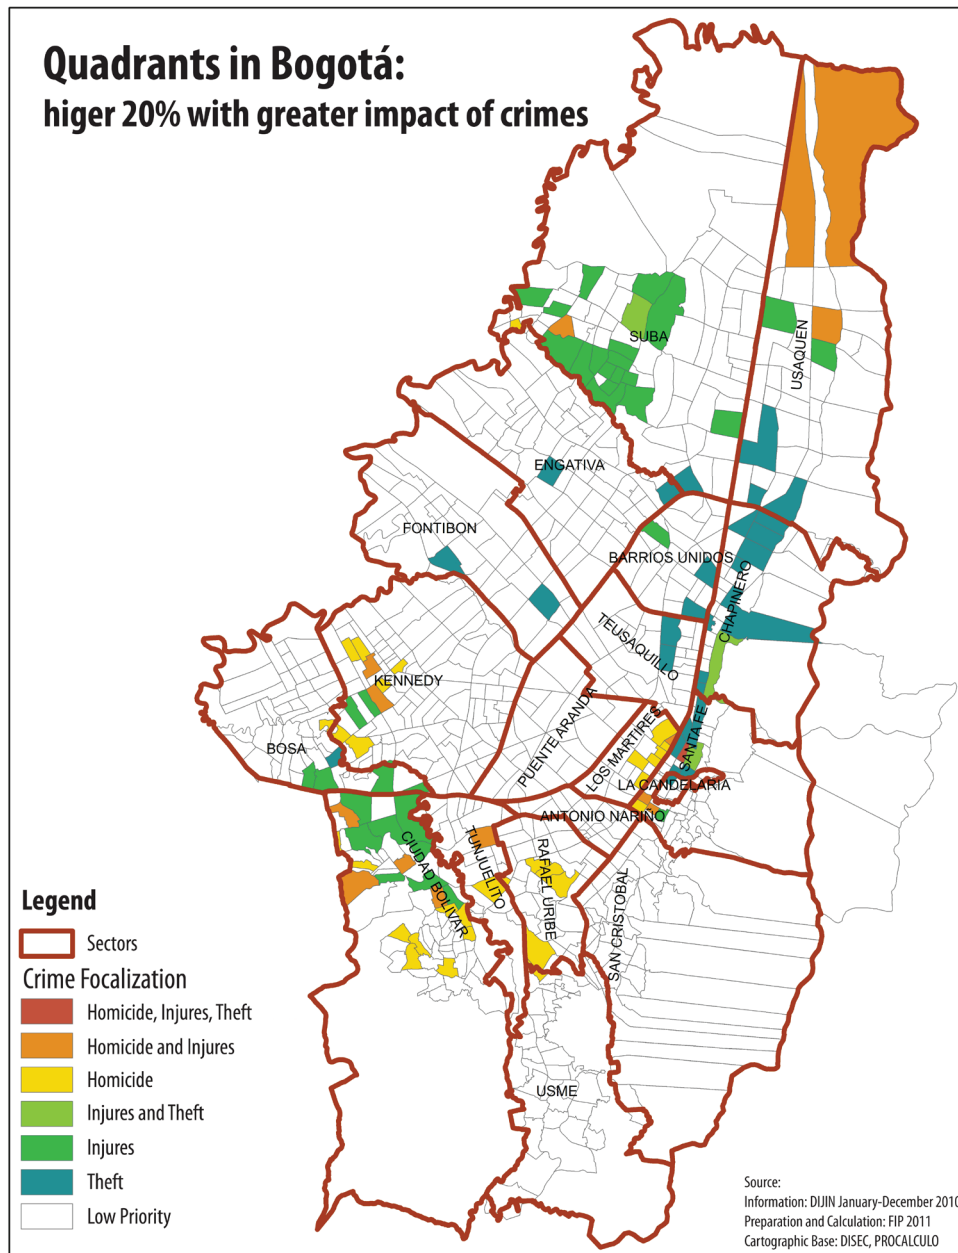 Quadrants in Bogotá:
higer 20% with greater impact of crimes
SUBA
USAQUEN
ENGATIVA
FONTIBON
BARRIOS UNIDOS
CHAPINERO
TEUSAQUILLO
KENNEDY
BOSA
PUENTE ARANDA
LOS MARTIRES
SANTA FE
LA CANDELARIA
ANTONIO NARIÑO
CIUDAD BOLIVAR
TUNJUELITO
RAFAEL URIBE
SAN CRISTOBAL
USME
Legend
Sectors
Crime Focalization
Homicide, Injures, Theft
Homicide and Injures
Homicide
Injures and Theft
Injures
Theft
Low Priority
Source:
Information: DIJIN January-December 2010
Preparation and Calculation: FIP 2011
Cartographic Base: DISEC, PROCALCULO